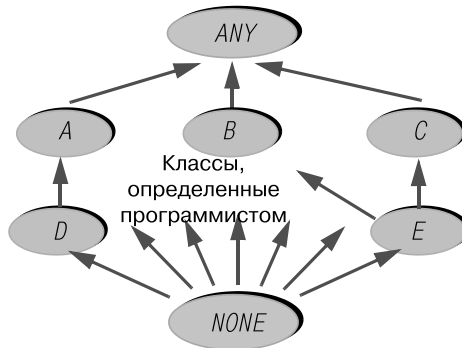 ANY
A
B
C
Классы,
определенные
программистом
D
E
NONE